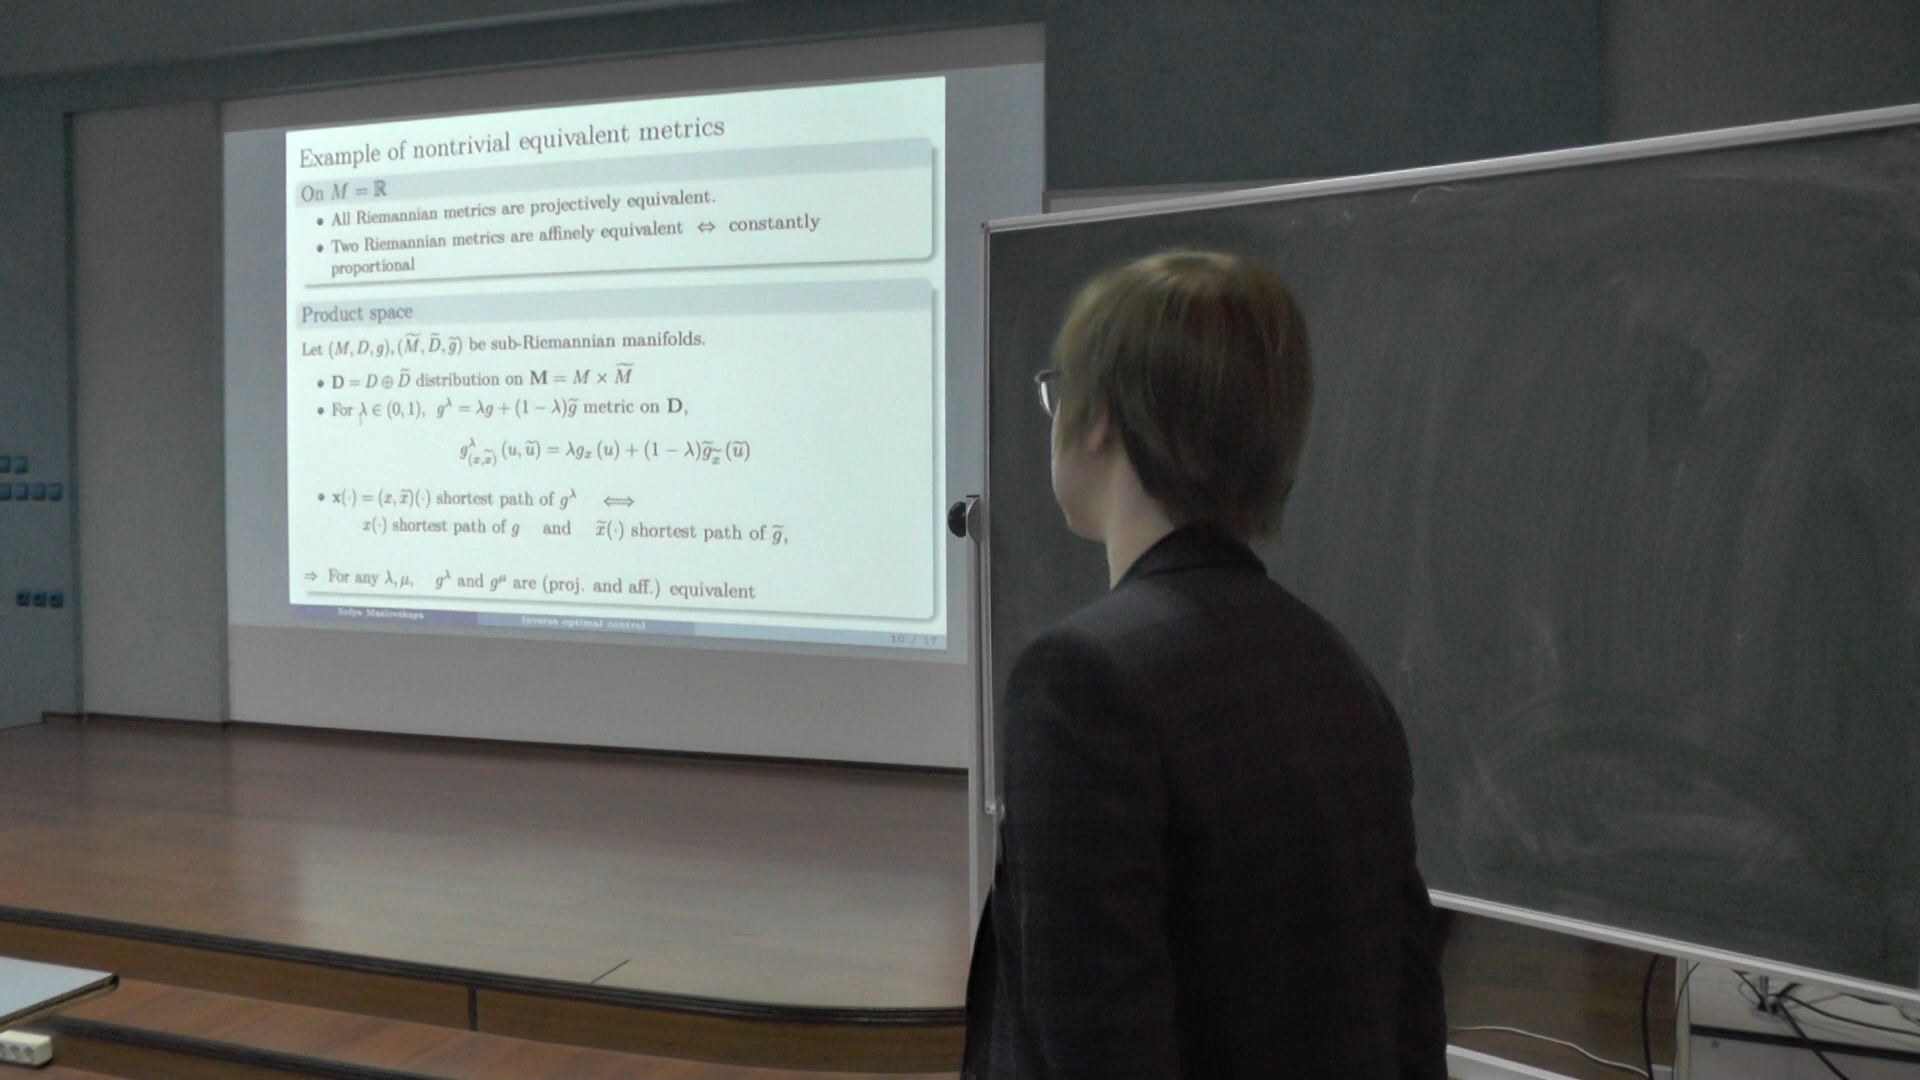 Example of nontrivial equivalent metrics
On M = ℝ
• All Riemannian metrics are projectively equivalent.
• Two Riemannian metrics are affinely equivalent ⇔ constantly
proportional
Product space
Let (M, D, g), (M̃, D̃, g̃) be sub-Riemannian manifolds.
• D = D ⊕ D̃ distribution on M = M × M̃
• For λ ∈ (0, 1), g^λ = λg + (1 − λ)g̃ metric on D,
g^λ_(x,x̃) (u, ũ) = λg_x (u) + (1 − λ)g̃_x̃ (ũ)
• x(·) = (x, x̃)(·) shortest path of g^λ ⟺
x(·) shortest path of g and x̃(·) shortest path of g̃,
⇒ For any λ, μ, g^λ and g^μ are (proj. and aff.) equivalent
Sofya Maslovskaya Inverse optimal control
10 / 17